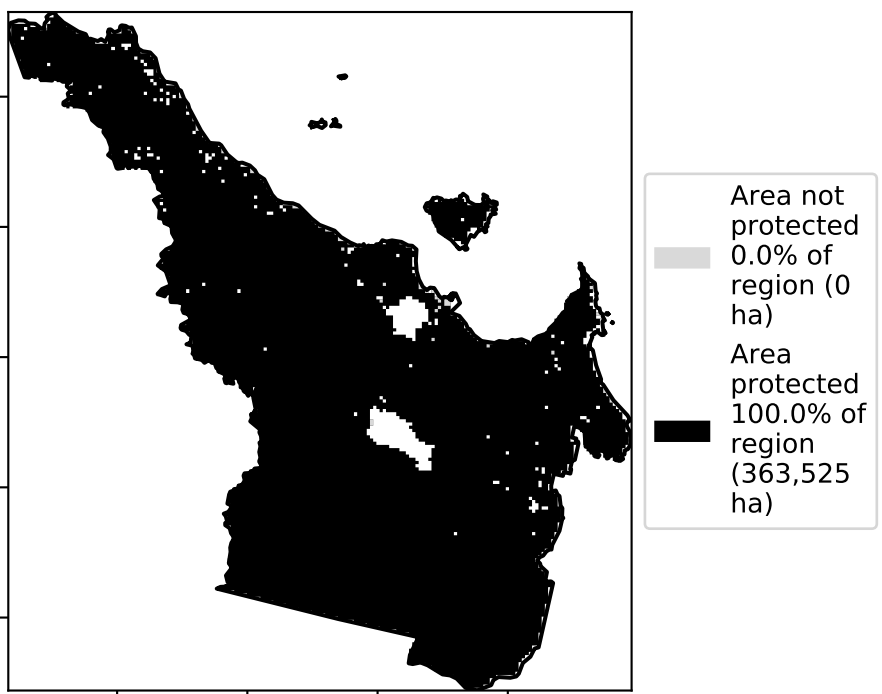 Area not
protected
0.0% of
region (0
ha)
Area
protected
100.0% of
region
(363,525
ha)